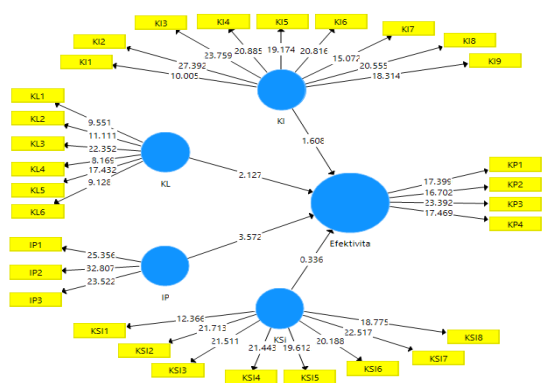 KI3
KI4
KI5
KI6
KI2
KI7
KI1
KI8
KI9
23.759
20.885
19.174
20.816
27.392
15.072
10.005
20.555
18.314
KI
KL1
KL2
KL3
KL4
KL5
KL6
9.551
11.111
22.352
8.169
17.432
9.128
KL
1.608
2.127
3.572
0.336
Efektivita
17.399
16.702
23.392
17.469
KP1
KP2
KP3
KP4
IP1
IP2
IP3
25.356
32.807
23.522
IP
KSI
12.366
21.713
21.511
21.443
19.612
20.188
22.517
18.775
KSI1
KSI2
KSI3
KSI4
KSI5
KSI6
KSI7
KSI8